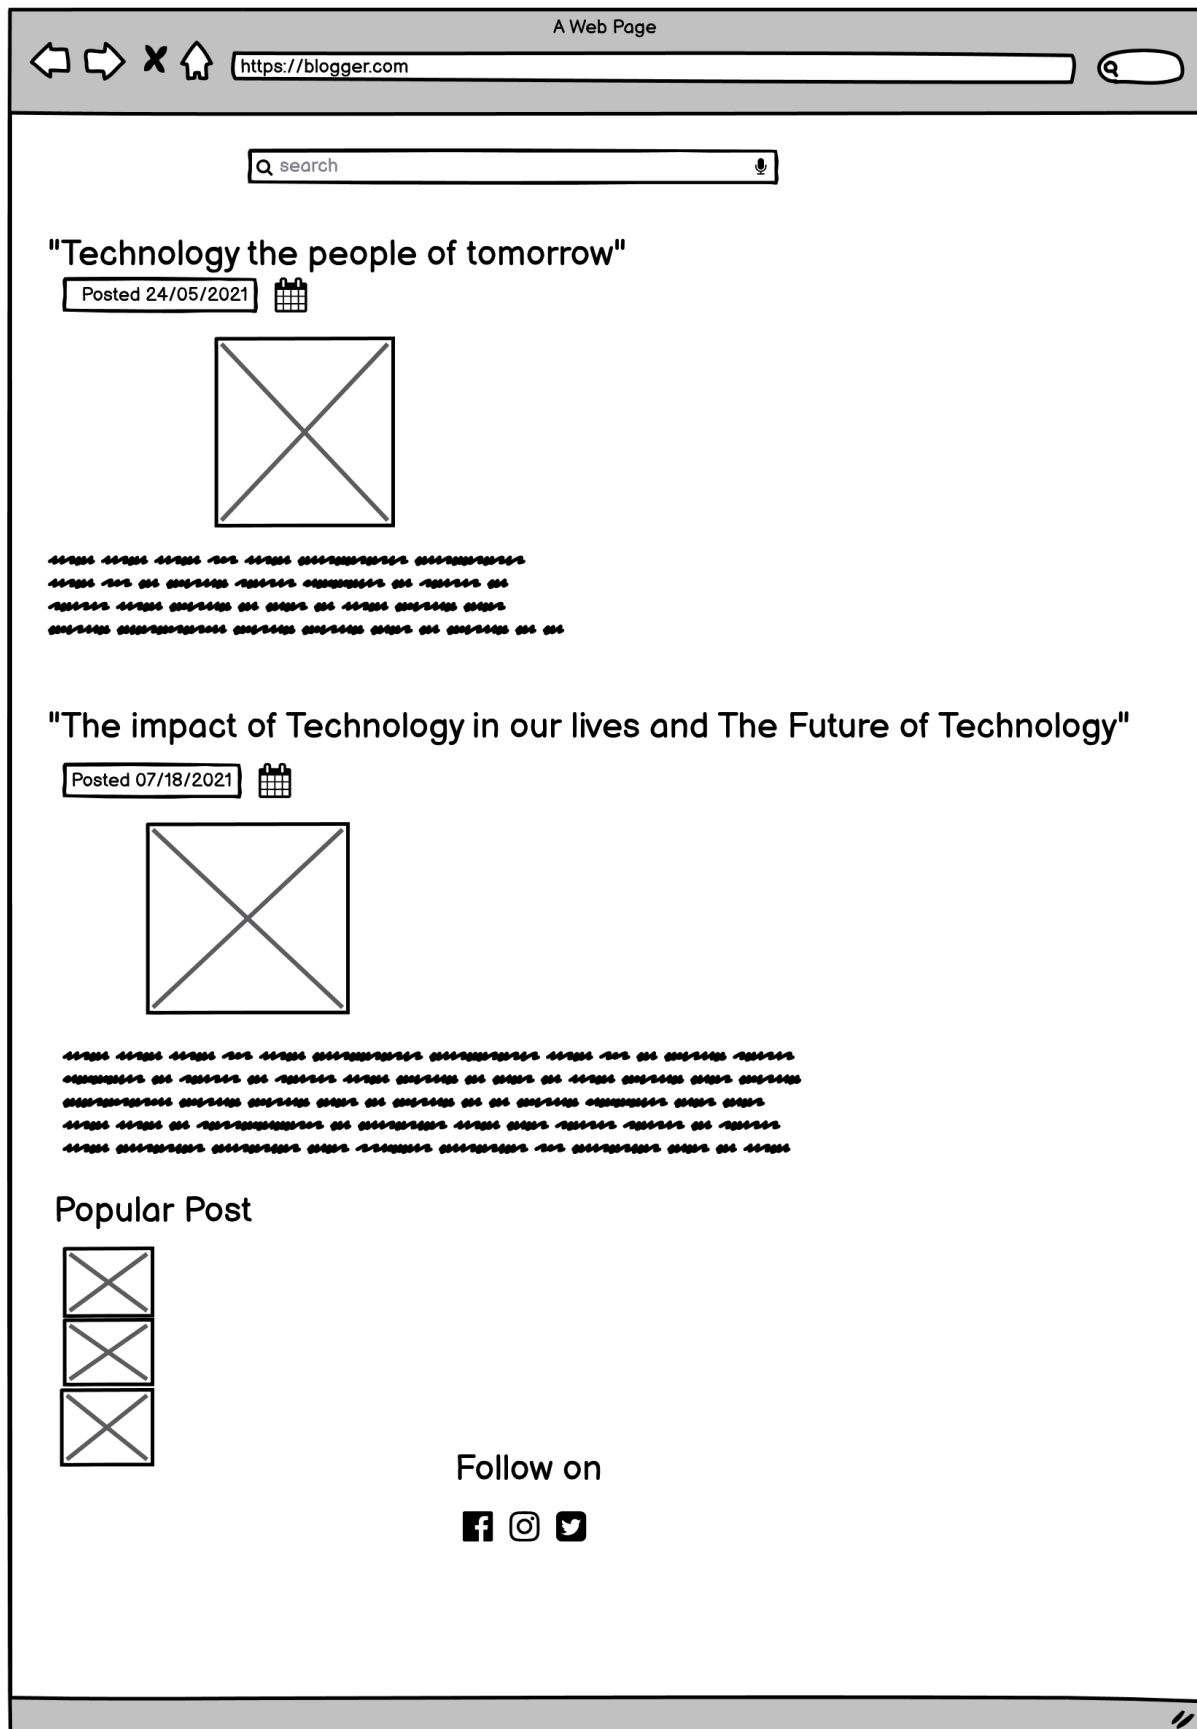 A Web Page
https://blogger.com
search
"Technology the people of tomorrow"
Posted 24/05/2021
"The impact of Technology in our lives and The Future of Technology"
Posted 07/18/2021
Popular Post
Follow on